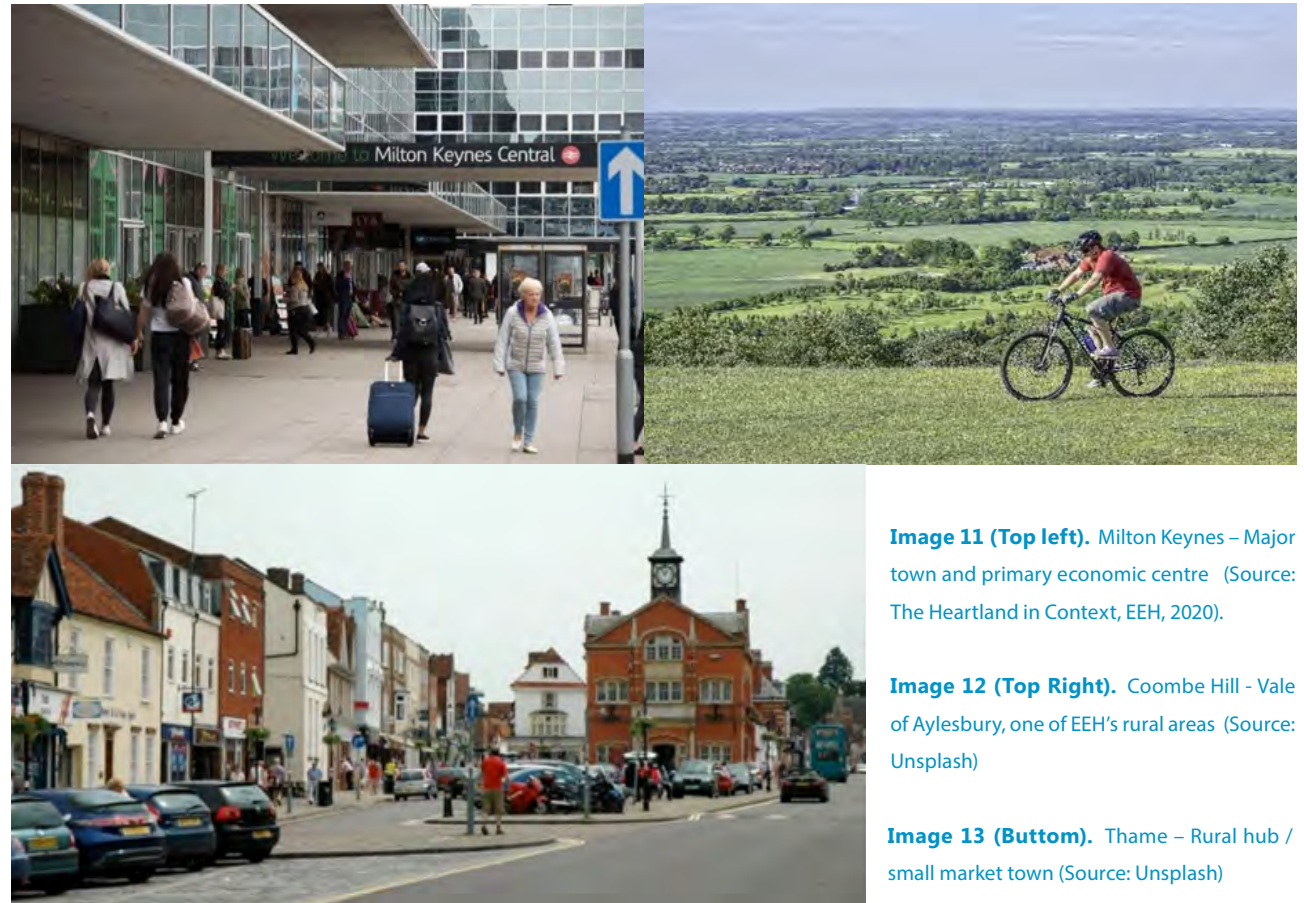 Welcome to Milton Keynes Central
Image 11 (Top left). Milton Keynes – Major
town and primary economic centre (Source:
The Heartland in Context, EEH, 2020).
Image 12 (Top Right). Coombe Hill - Vale
of Aylesbury, one of EEH's rural areas (Source:
Unsplash)
Image 13 (Buttom). Thame – Rural hub /
small market town (Source: Unsplash)